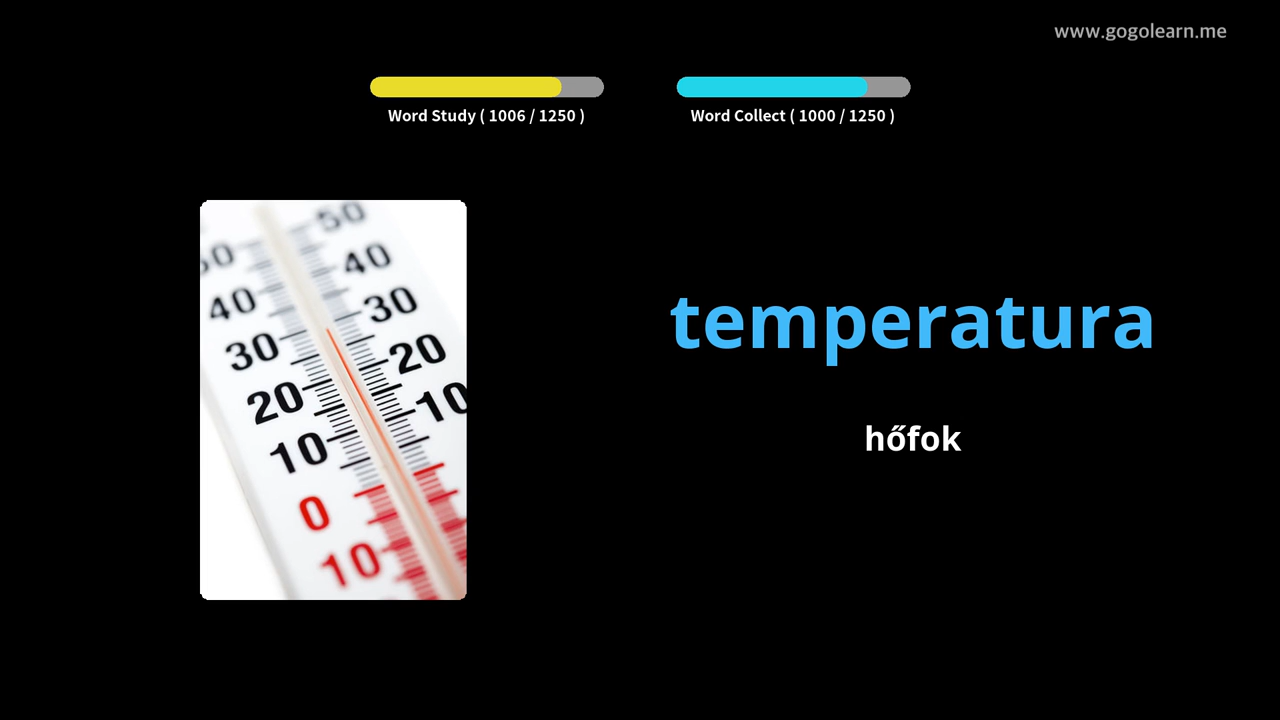 www.gogolearn.me
Word Study ( 1006 / 1250 )
Word Collect ( 1000 / 1250 )
temperatura
hőfok
50
40
40
30
30
20
20
10
10
0
10